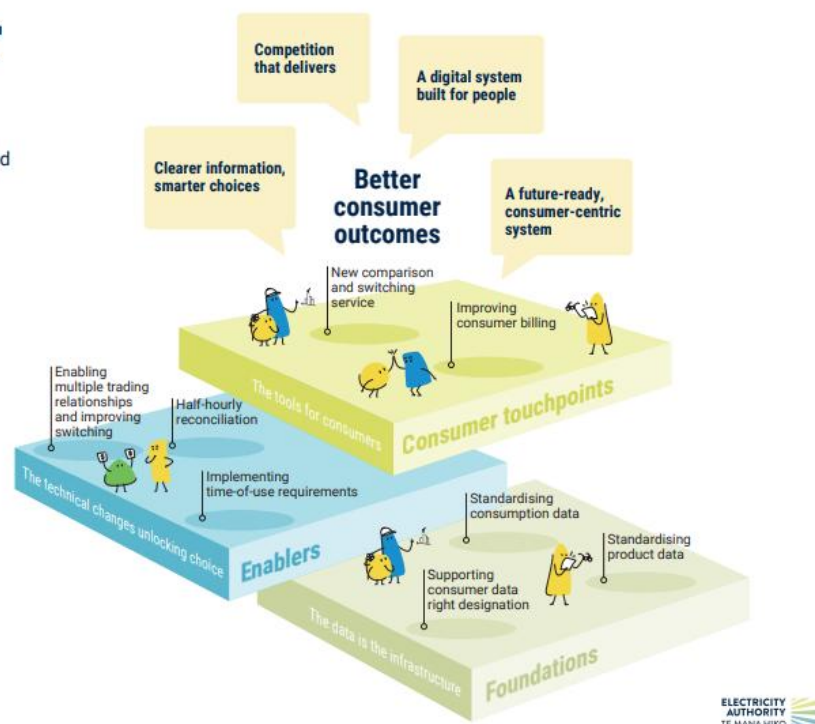 Competition
that delivers
A digital system
built for people
Clearer information,
smarter choices
Better
consumer
outcomes
A future-ready,
consumer-centric
system
New comparison
and switching
service
Improving
consumer billing
The tools for consumers
Consumer touchpoints
Enabling
multiple trading
relationships
and improving
switching
Half-hourly
reconciliation
Implementing
time-of-use requirements
The technical changes unlocking choice
Enablers
Standardising
consumption data
Standardising
product data
Supporting
consumer data
right designation
The data is the infrastructure
Foundations
ELECTRICITY
AUTHORITY
TE MANA HIKO